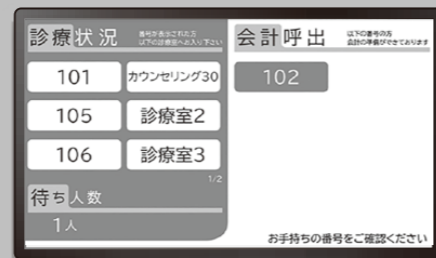 診療状況
番号が表示された方
以下の診療室へお入り下さい
101 カウンセリング30
105 診療室2
106 診療室3
1/2
待ち人数
1人
会計呼出
以下の番号の方
会計の準備ができております
102
お手持ちの番号をご確認ください